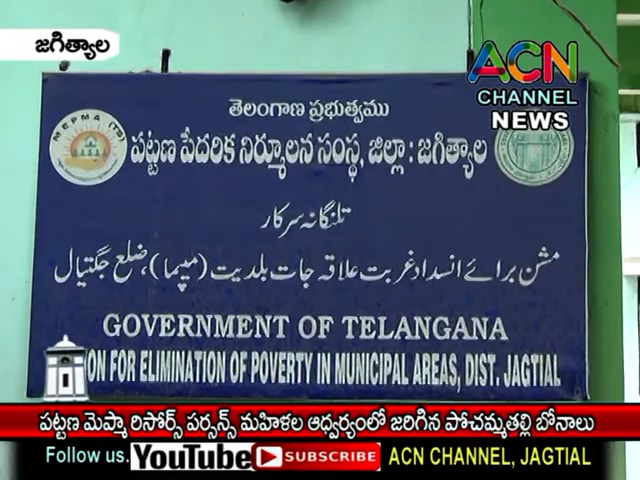 జగిత్యాల
ACN
CHANNEL
NEWS
తెలంగాణ ప్రభుత్వము
MEPMA (TS)
పట్టణ పేదరిక నిర్మూలన సంస్థ, జిల్లా : జగిత్యాల
تلنگانہ سرکار
مشن برائے انسداد غربت علاقہ جات بلدیت (میپما)، ضلع جگتیال
GOVERNMENT OF TELANGANA
ON FOR ELIMINATION OF POVERTY IN MUNICIPAL AREAS, DIST. JAGTIAL
పట్టణ మెప్మా రిసోర్స్ పర్సన్స్ మహిళల ఆధ్వర్యంలో జరిగిన పోచమ్మతల్లి బోనాలు
Follow us. YouTube SUBSCRIBE ACN CHANNEL, JAGTIAL